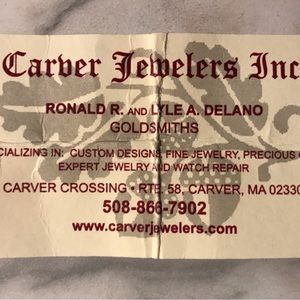 Carver Jewelers Inc
RONALD R. AND LYLE A. DELANO
GOLDSMITHS
CIALIZING IN: CUSTOM DESIGNS, FINE JEWELRY, PRECIOUS
EXPERT JEWELRY AND WATCH REPAIR
CARVER CROSSING • RTE. 58, CARVER, MA 02330
508-866-7902
www.carverjewelers.com